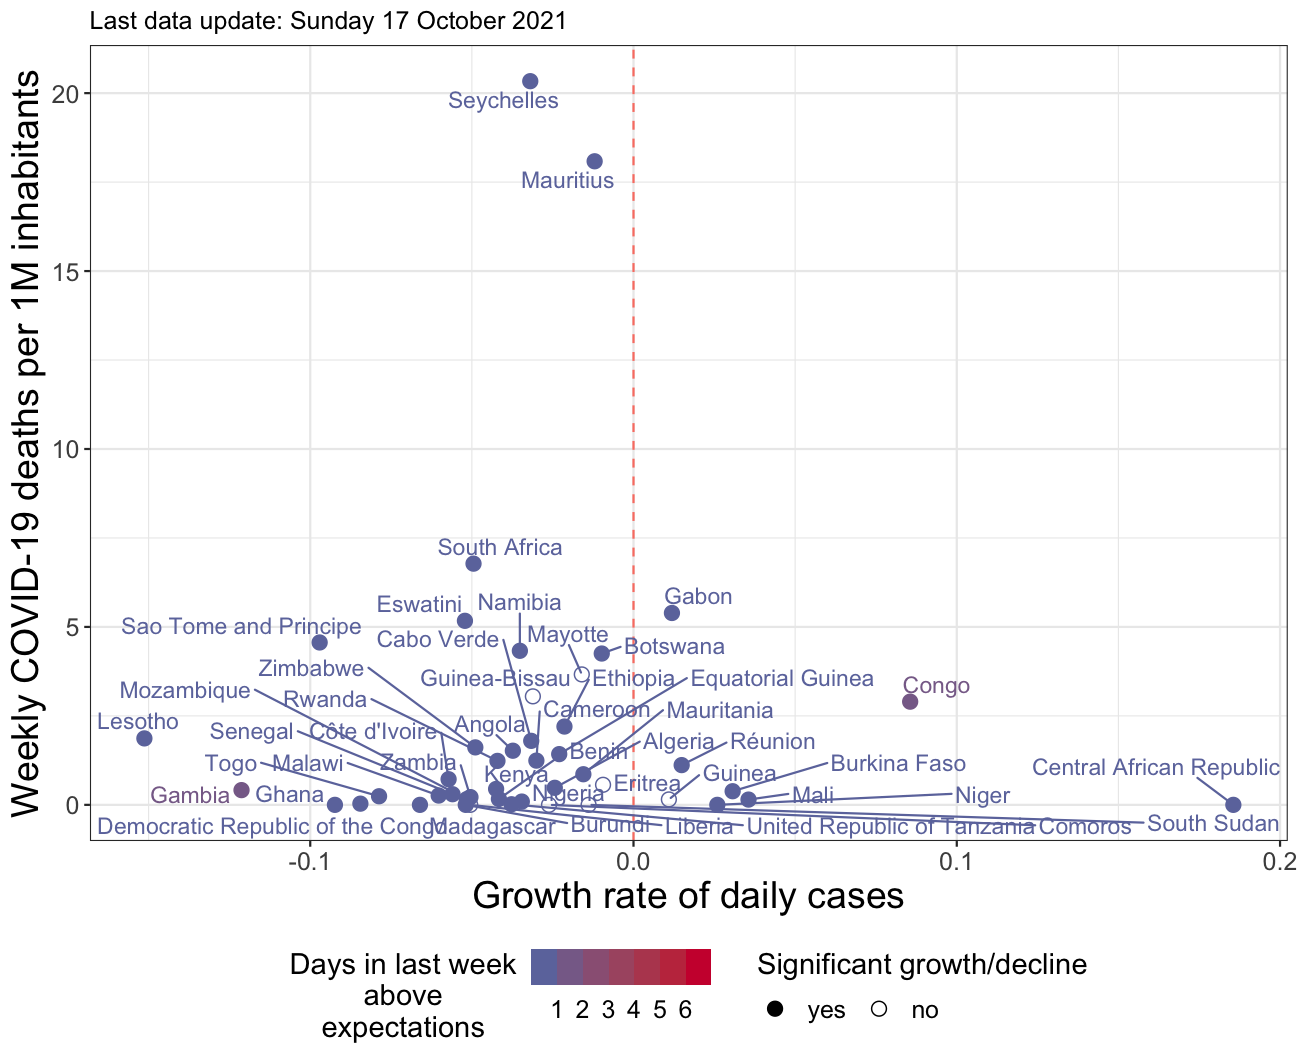 Last data update: Sunday 17 October 2021
Weekly COVID-19 deaths per 1M inhabitants
20
15
10
5
0
Seychelles
Mauritius
South Africa
Gabon
Eswatini
Namibia
Sao Tome and Principe
Cabo Verde
Mayotte
Botswana
Zimbabwe
Guinea-Bissau
Ethiopia
Equatorial Guinea
Congo
Mozambique
Rwanda
Cameroon
Mauritania
Lesotho
Senegal
Côte d'Ivoire
Angola
Benin
Algeria
Réunion
Togo
Malawi
Zambia
Kenya
Eritrea
Guinea
Burkina Faso
Central African Republic
Gambia
Ghana
Nigeria
Mali
Niger
Democratic Republic of the Congo
Madagascar
Burundi
Liberia
United Republic of Tanzania
Comoros
South Sudan
-0.1
0.0
0.1
0.2
Growth rate of daily cases
Days in last week
above
expectations
1 2 3 4 5 6
Significant growth/decline
yes
no